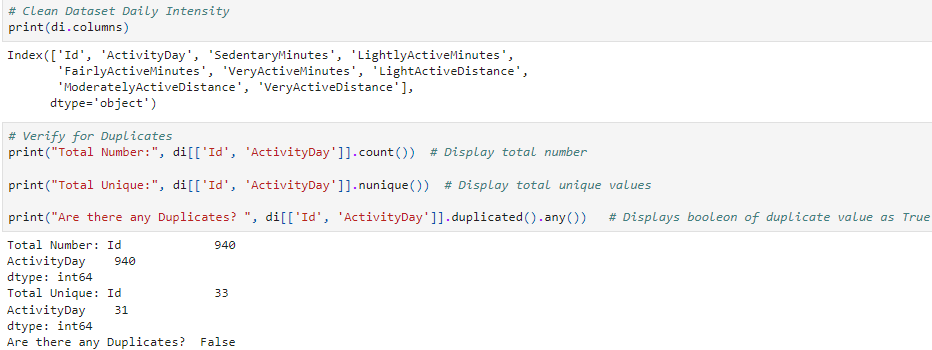 # Clean Dataset Daily Intensity
print(di.columns)
Index(['Id', 'ActivityDay', 'SedentaryMinutes', 'LightlyActiveMinutes',
'FairlyActiveMinutes', 'VeryActiveMinutes', 'LightActiveDistance',
'ModeratelyActiveDistance', 'VeryActiveDistance'],
dtype='object')
# Verify for Duplicates
print("Total Number:", di[['Id', 'ActivityDay']].count())  # Display total number
print("Total Unique:", di[['Id', 'ActivityDay']].nunique())  # Display total unique values
print("Are there any Duplicates? ", di[['Id', 'ActivityDay']].duplicated().any())   # Displays booleon of duplicate value as True
Total Number: Id             940
ActivityDay    940
dtype: int64
Total Unique: Id             33
ActivityDay    31
dtype: int64
Are there any Duplicates?  False